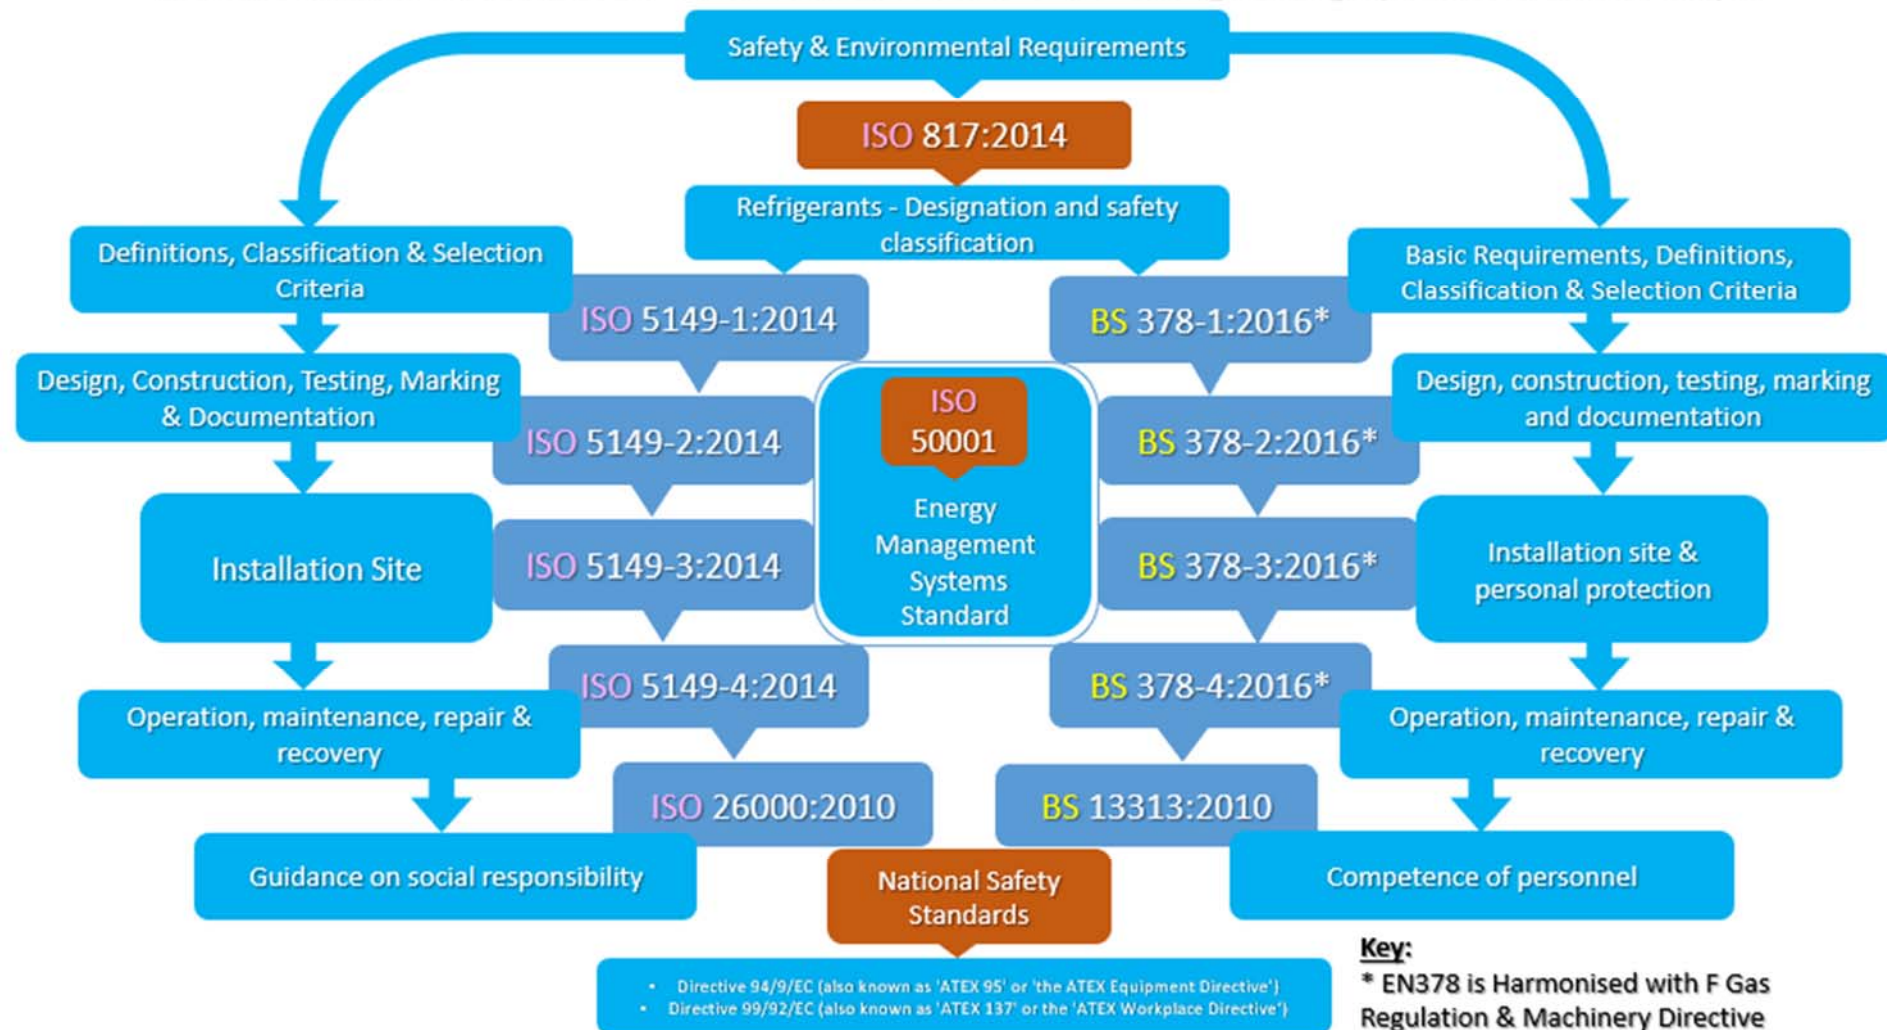 Safety & Environmental Requirements
ISO 817:2014
Refrigerants - Designation and safety
classification
Definitions, Classification & Selection
Criteria
Basic Requirements, Definitions,
Classification & Selection Criteria
ISO 5149-1:2014
BS 378-1:2016*
Design, Construction, Testing, Marking
& Documentation
Design, construction, testing, marking
and documentation
ISO 5149-2:2014
ISO
50001
Energy
Management
Systems
Standard
BS 378-2:2016*
Installation Site
ISO 5149-3:2014
BS 378-3:2016*
Installation site &
personal protection
ISO 5149-4:2014
BS 378-4:2016*
Operation, maintenance, repair &
recovery
Operation, maintenance, repair &
recovery
ISO 26000:2010
BS 13313:2010
Guidance on social responsibility
National Safety
Standards
Competence of personnel
• Directive 94/9/EC (also known as 'ATEX 95' or 'the ATEX Equipment Directive')
• Directive 99/92/EC (also known as 'ATEX 137' or the 'ATEX Workplace Directive')
Key:
* EN378 is Harmonised with F Gas
Regulation & Machinery Directive